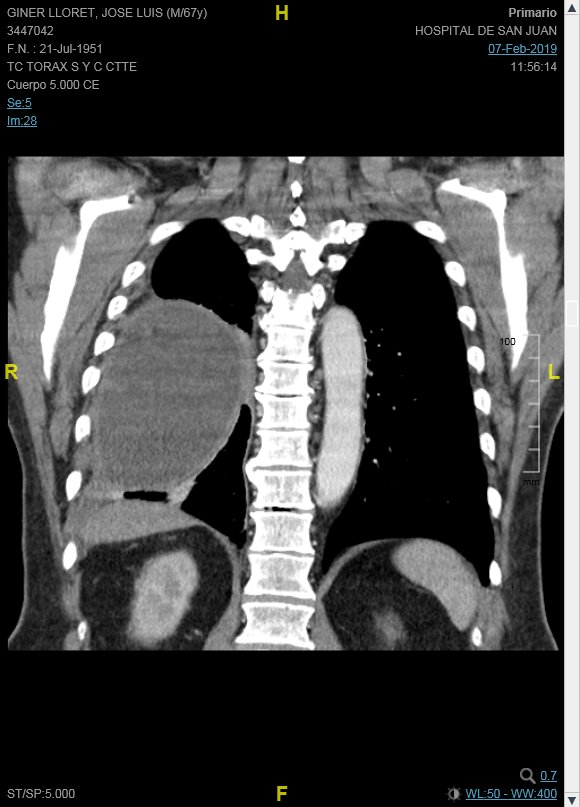 GINER LLORET, JOSE LUIS (M/67y)
3447042
F.N. : 21-Jul-1951
TC TORAX S Y C CTTE
Cuerpo 5.000 CE
Se:5
Im:28
H
Primario
HOSPITAL DE SAN JUAN
07-Feb-2019
11:56:14
100
R
L
mm
0.7
ST/SP:5.000
F
WL:50 - WW:400